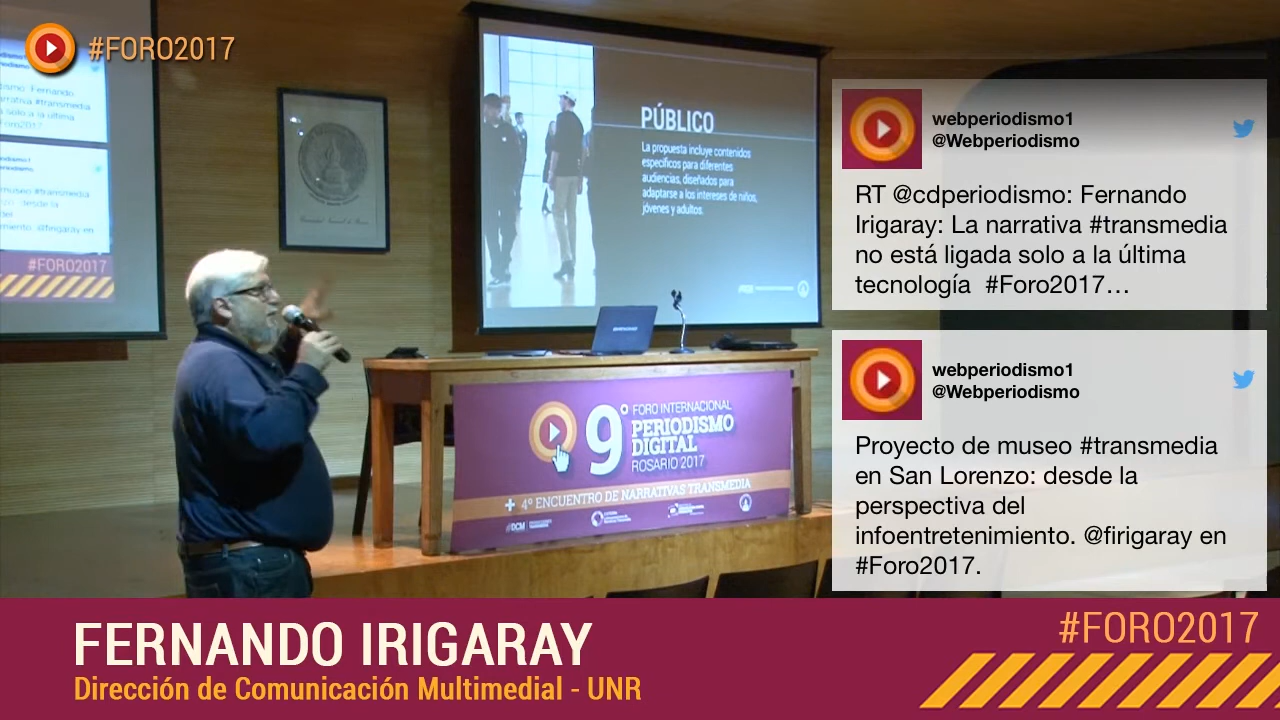 #FORO2017
PÚBLICO
La propuesta incluye contenidos
específicos para diferentes
audiencias, diseñados para
adaptarse a los intereses de niños,
jóvenes y adultos.
#FORO2017
9° FORO INTERNACIONAL
PERIODISMO
DIGITAL
ROSARIO 2017
+ 4º ENCUENTRO DE NARRATIVAS TRANSMEDIA
#DCM
webperiodismo1
@Webperiodismo
RT @cdperiodismo: Fernando
Irigaray: La narrativa #transmedia
no está ligada solo a la última
tecnología #Foro2017…
webperiodismo1
@Webperiodismo
Proyecto de museo #transmedia
en San Lorenzo: desde la
perspectiva del
infoentretenimiento. @firigaray en
#Foro2017.
FERNANDO IRIGARAY
Dirección de Comunicación Multimedial - UNR
#FORO2017